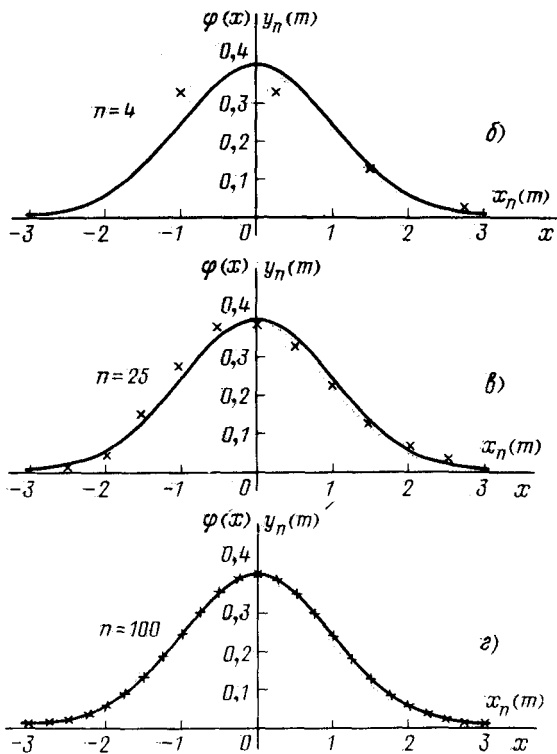 φ(x) yₙ(m)
0,4
0,3
n=4
0,2
б)
0,1
xₙ(m)
-3 -2 -1 0 1 2 3 x
φ(x) yₙ(m)
0,4
0,3
n=25
0,2
в)
0,1
xₙ(m)
-3 -2 -1 0 1 2 3 x
φ(x) yₙ(m)
0,4
0,3
n=100
0,2
г)
0,1
xₙ(m)
-3 -2 -1 0 1 2 3 x